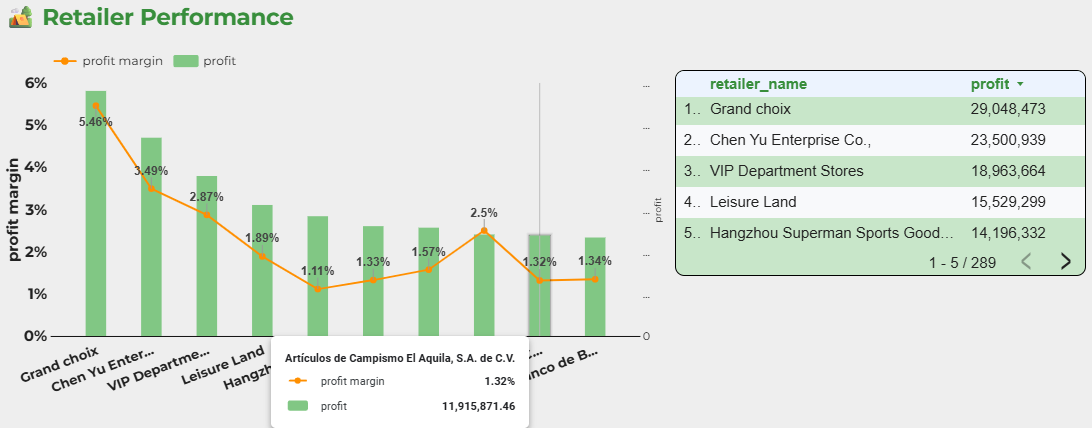 Retailer Performance
profit margin profit
6%
5%
4%
3%
2%
1%
0%
profit margin
5.46%
3.49%
2.87%
1.89%
1.11%
1.33%
1.57%
2.5%
1.32%
1.34%
...
...
...
...
...
...
0
profit
Grand choix
Chen Yu Enter...
VIP Departme...
Leisure Land
Artículos de Campismo El Aquila, S.A. de C.V.
profit margin 1.32%
profit 11,915,871.46
retailer_name profit
1.. Grand choix 29,048,473
2.. Chen Yu Enterprise Co., 23,500,939
3.. VIP Department Stores 18,963,664
4.. Leisure Land 15,529,299
5.. Hangzhou Superman Sports Good... 14,196,332
1 - 5 / 289